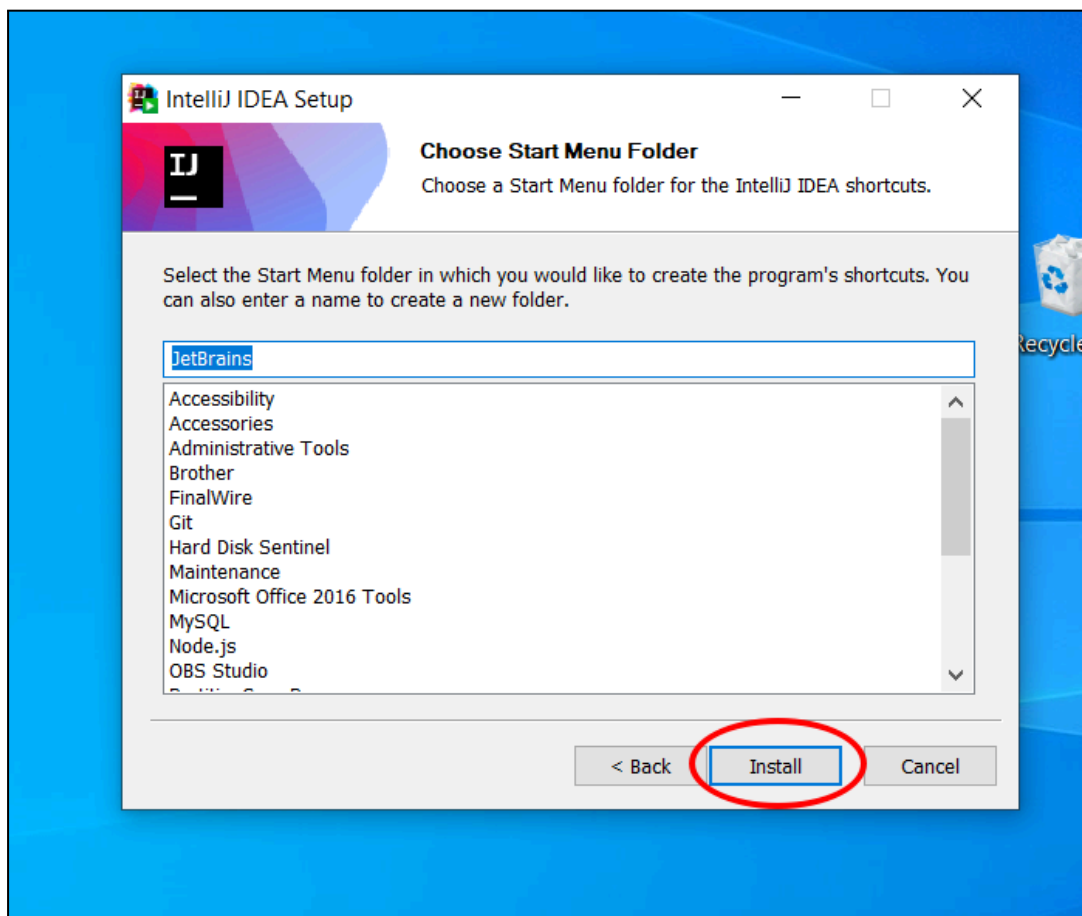 IntelliJ IDEA Setup
IJ
Choose Start Menu Folder
Choose a Start Menu folder for the IntelliJ IDEA shortcuts.
Select the Start Menu folder in which you would like to create the program's shortcuts. You
can also enter a name to create a new folder.
JetBrains
Accessibility
Accessories
Administrative Tools
Brother
FinalWire
Git
Hard Disk Sentinel
Maintenance
Microsoft Office 2016 Tools
MySQL
Node.js
OBS Studio
< Back
Install
Cancel
Recycle